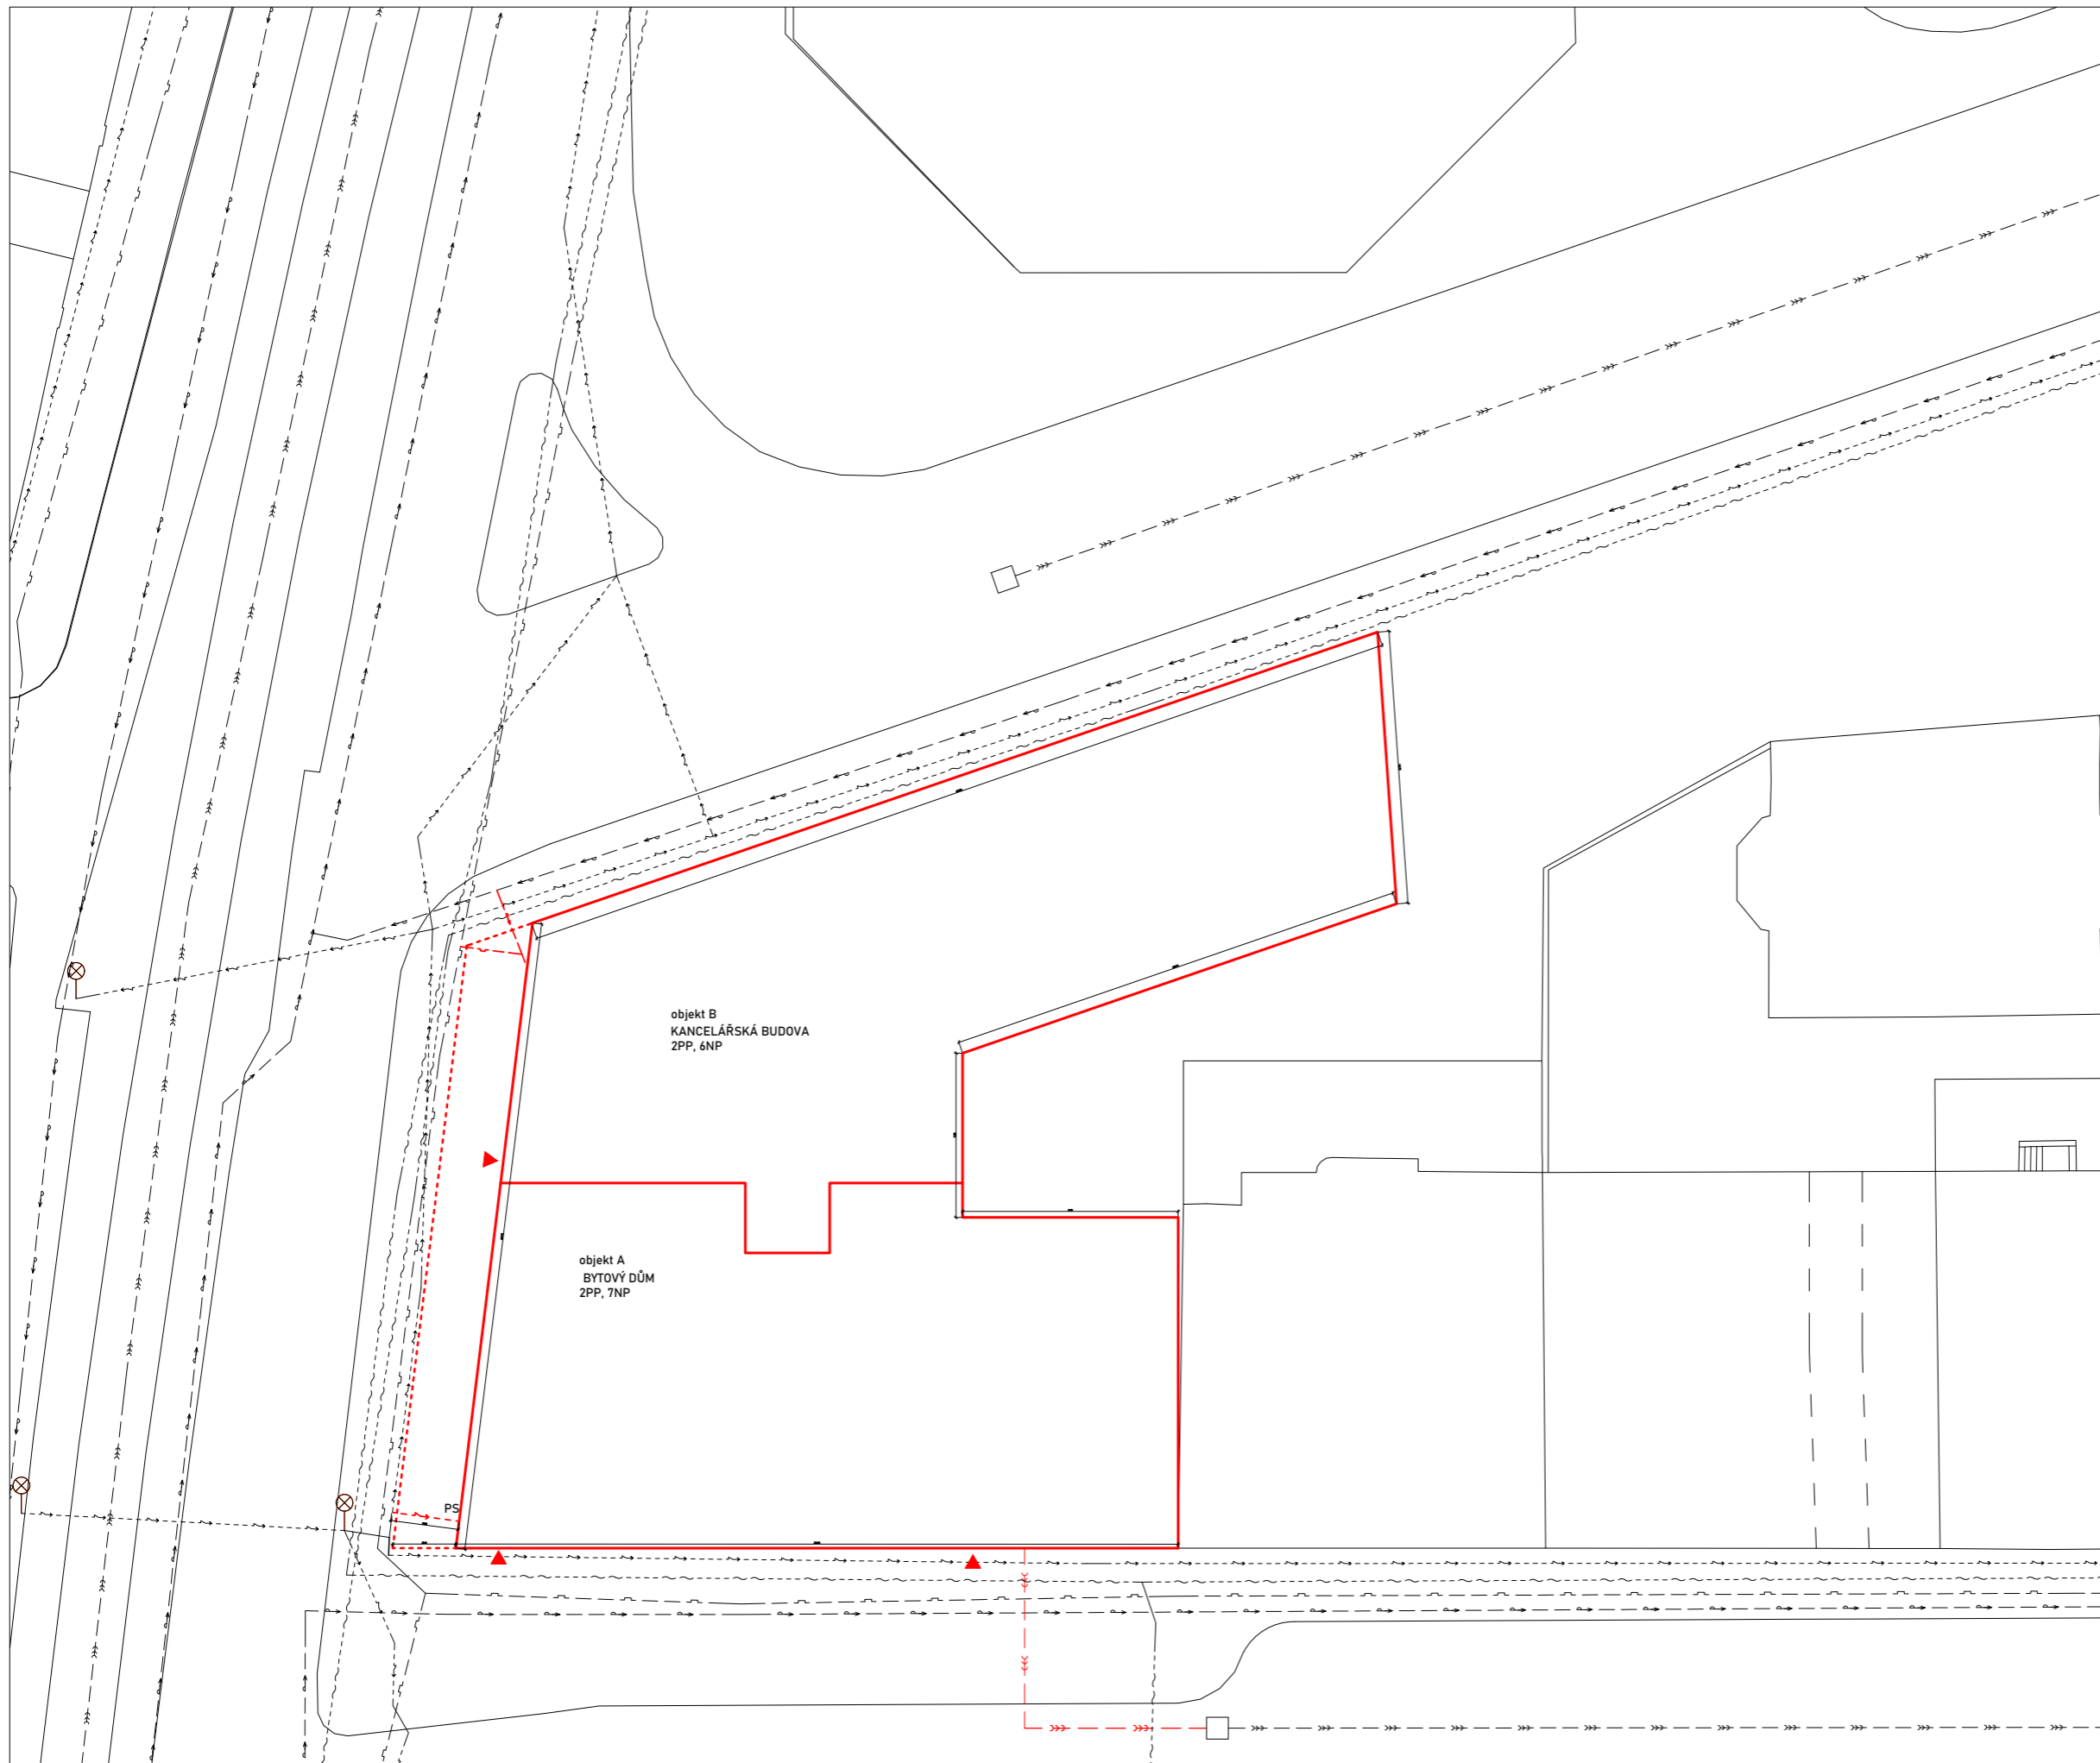 objekt B
KANCELÁŘSKÁ BUDOVA
2PP, 6NP
objekt A
BYTOVÝ DŮM
2PP, 7NP
PS